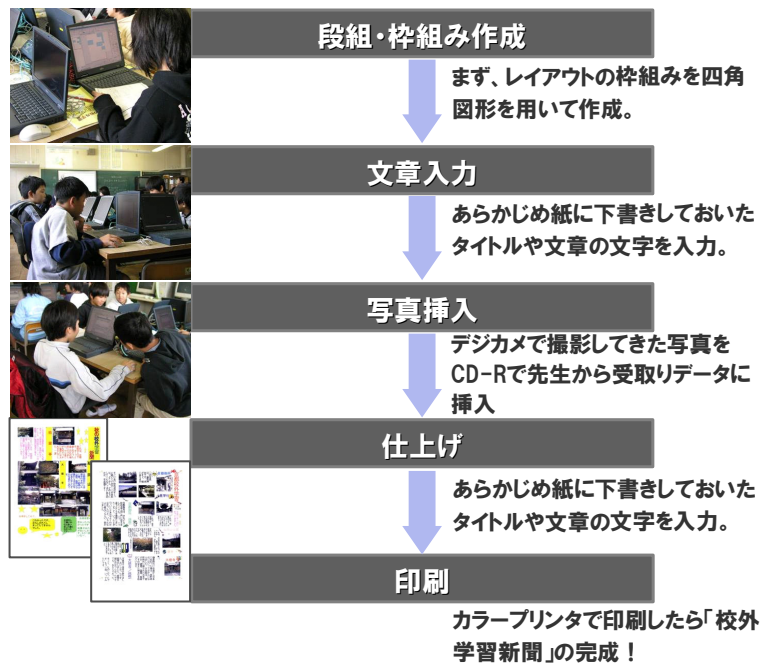 段組・枠組み作成
まず、レイアウトの枠組みを四角
図形を用いて作成。
文章入力
あらかじめ紙に下書きしておいた
タイトルや文章の文字を入力。
写真挿入
デジカメで撮影してきた写真を
CD-Rで先生から受取りデータに
挿入
仕上げ
あらかじめ紙に下書きしておいた
タイトルや文章の文字を入力。
印刷
カラープリンタで印刷したら「校外
学習新聞」の完成！